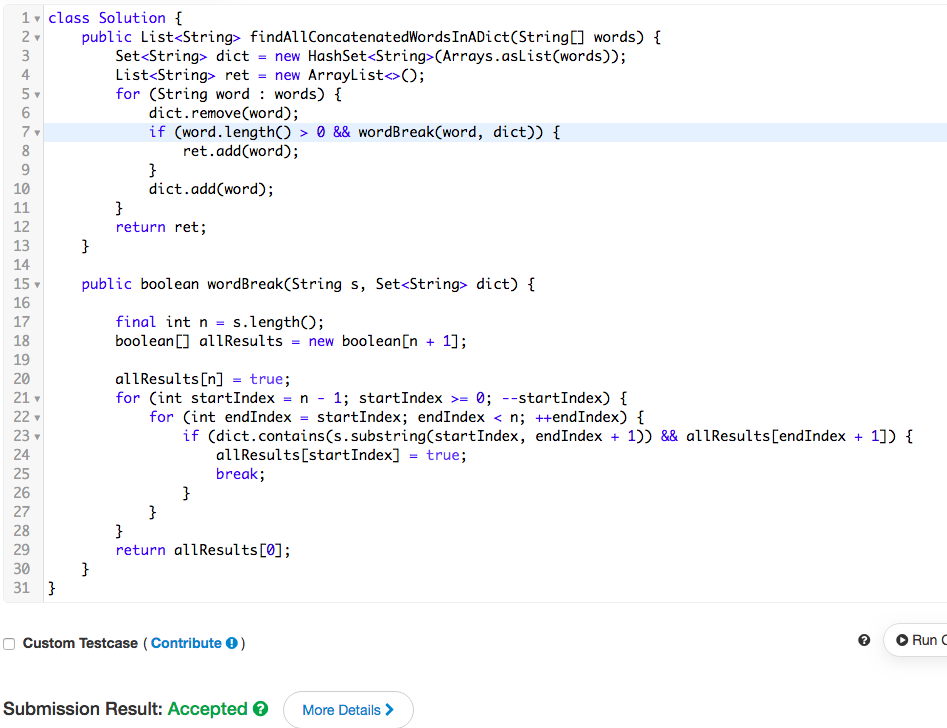 1 class Solution {
2     public List<String> findAllConcatenatedWordsInADict(String[] words) {
3         Set<String> dict = new HashSet<String>(Arrays.asList(words));
4         List<String> ret = new ArrayList<>();
5         for (String word : words) {
6             dict.remove(word);
7             if (word.length() > 0 && wordBreak(word, dict)) {
8                 ret.add(word);
9             }
10             dict.add(word);
11         }
12         return ret;
13     }
14
15     public boolean wordBreak(String s, Set<String> dict) {
16
17         final int n = s.length();
18         boolean[] allResults = new boolean[n + 1];
19
20         allResults[n] = true;
21         for (int startIndex = n - 1; startIndex >= 0; --startIndex) {
22             for (int endIndex = startIndex; endIndex < n; ++endIndex) {
23                 if (dict.contains(s.substring(startIndex, endIndex + 1)) && allResults[endIndex + 1]) {
24                     allResults[startIndex] = true;
25                     break;
26                 }
27             }
28         }
29         return allResults[0];
30     }
31 }
Custom Testcase ( Contribute ) Run
Submission Result: Accepted More Details